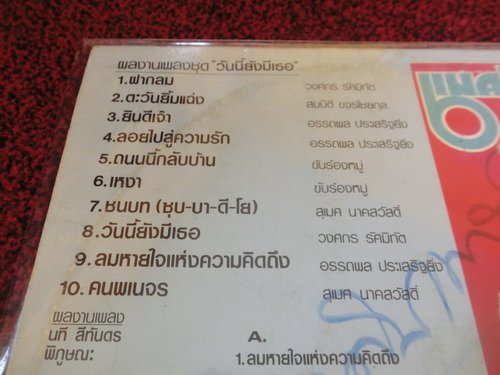 ผลงานเพลงชุด "วันนี้ยังมีเธอ"
1.ฝากลม วงศกร รัศมิทัต
2.ตะวันยิ้มแฉ่ง สมบัติ ขจรไชยกุล
3.ยินดีเจ้า อรรถพล ประเสริฐยิ่ง
4.ลอยไปสู่ความรัก อรรถพล ประเสริฐยิ่ง
5.ถนนนี้กลับบ้าน ขับร้องหมู่
6.เหงา ขับร้องหมู่
7.ชนบท (ซุบ-บา-ดี-โย) สุเมศ นาคสวัสดิ์
8.วันนี้ยังมีเธอ วงศกร รัศมิทัต
9.ลมหายใจแห่งความคิดถึง อรรถพล ประเสริฐยิ่ง
10.คนพเนจร สุเมศ นาคสวัสดิ์
ผลงานเพลง
นที สีทันดร A.
พิภูษณะ 1.ลมหายใจแห่งความคิดถึง